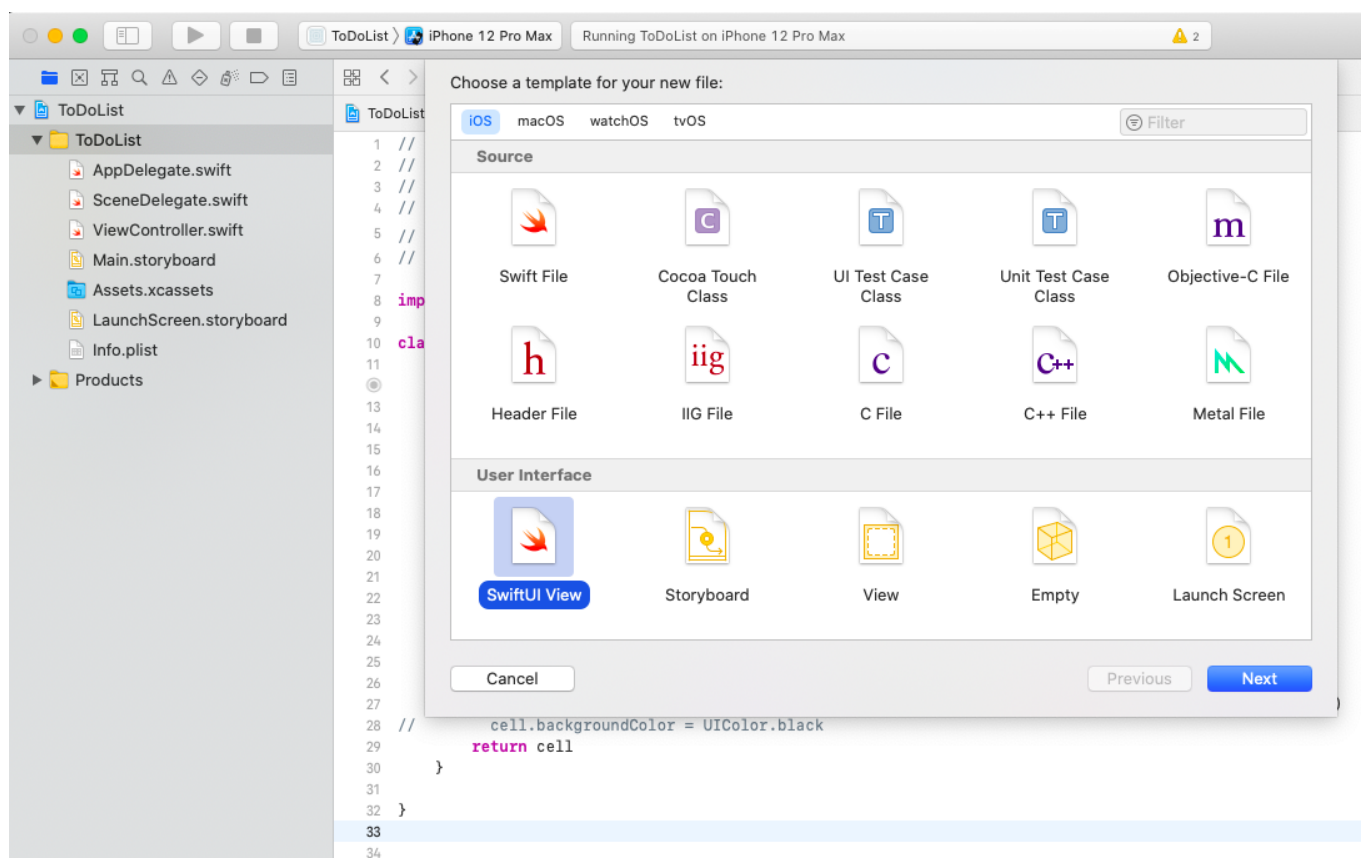 ToDoList 〉 iPhone 12 Pro Max
Running ToDoList on iPhone 12 Pro Max
2
ToDoList
ToDoList
AppDelegate.swift
SceneDelegate.swift
ViewController.swift
Main.storyboard
Assets.xcassets
LaunchScreen.storyboard
Info.plist
Products
ToDoList
Choose a template for your new file:
iOS macOS watchOS tvOS
Filter
Source
Swift File
Cocoa Touch
Class
UI Test Case
Class
Unit Test Case
Class
Objective-C File
Header File
IIG File
C File
C++ File
Metal File
User Interface
SwiftUI View
Storyboard
View
Empty
Launch Screen
Cancel
Previous
Next
1 //
2 //
3 //
4 //
5 //
6 //
7
8 imp
9
10 cla
11
13
14
15
16
17
18
19
20
21
22
23
24
25
26
27 )
28 // cell.backgroundColor = UIColor.black
29 return cell
30 }
31
32 }
33
34